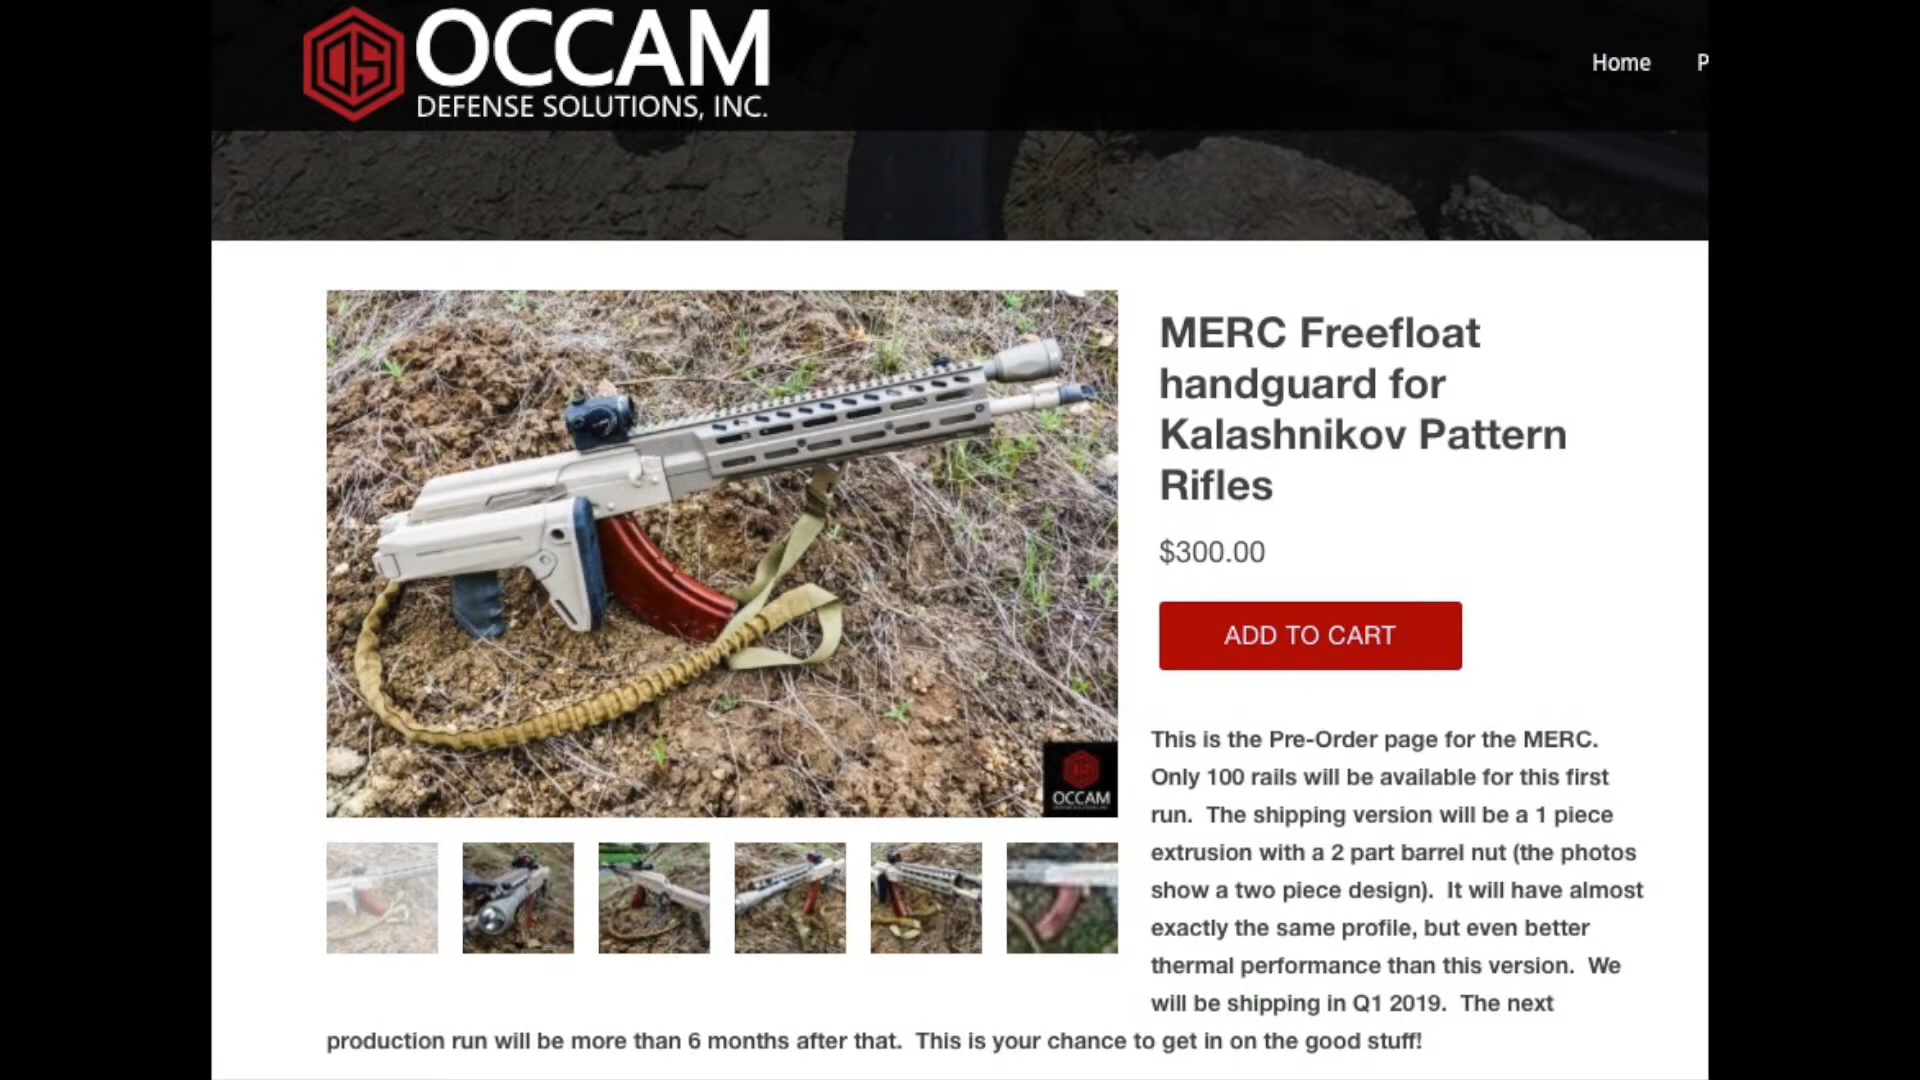 OCCAM
DEFENSE SOLUTIONS, INC.
Home P
MERC Freefloat
handguard for
Kalashnikov Pattern
Rifles
$300.00
ADD TO CART
This is the Pre-Order page for the MERC.
Only 100 rails will be available for this first
run. The shipping version will be a 1 piece
extrusion with a 2 part barrel nut (the photos
show a two piece design). It will have almost
exactly the same profile, but even better
thermal performance than this version. We
will be shipping in Q1 2019. The next
production run will be more than 6 months after that. This is your chance to get in on the good stuff!
OCCAM